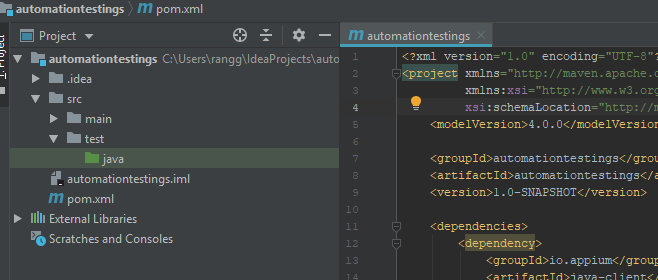 automationtestings
pom.xml
Project
Project
automationtestings
automationtestings C:\Users\rangg\IdeaProjects\auto
.idea
src
main
test
java
automationtestings.iml
pom.xml
External Libraries
Scratches and Consoles
1 <?xml version="1.0" encoding="UTF-8"?
2 <project xmlns="http://maven.apache.o
3 xmlns:xsi="http://www.w3.org
4 xsi:schemaLocation="http://m
5 <modelVersion>4.0.0</modelVersion
6
7 <groupId>automationtestings</grou
8 <artifactId>automationtestings</a
9 <version>1.0-SNAPSHOT</version>
10
11 <dependencies>
12 <dependency>
13 <groupId>io.appium</group
14 <artifactId>java-client</